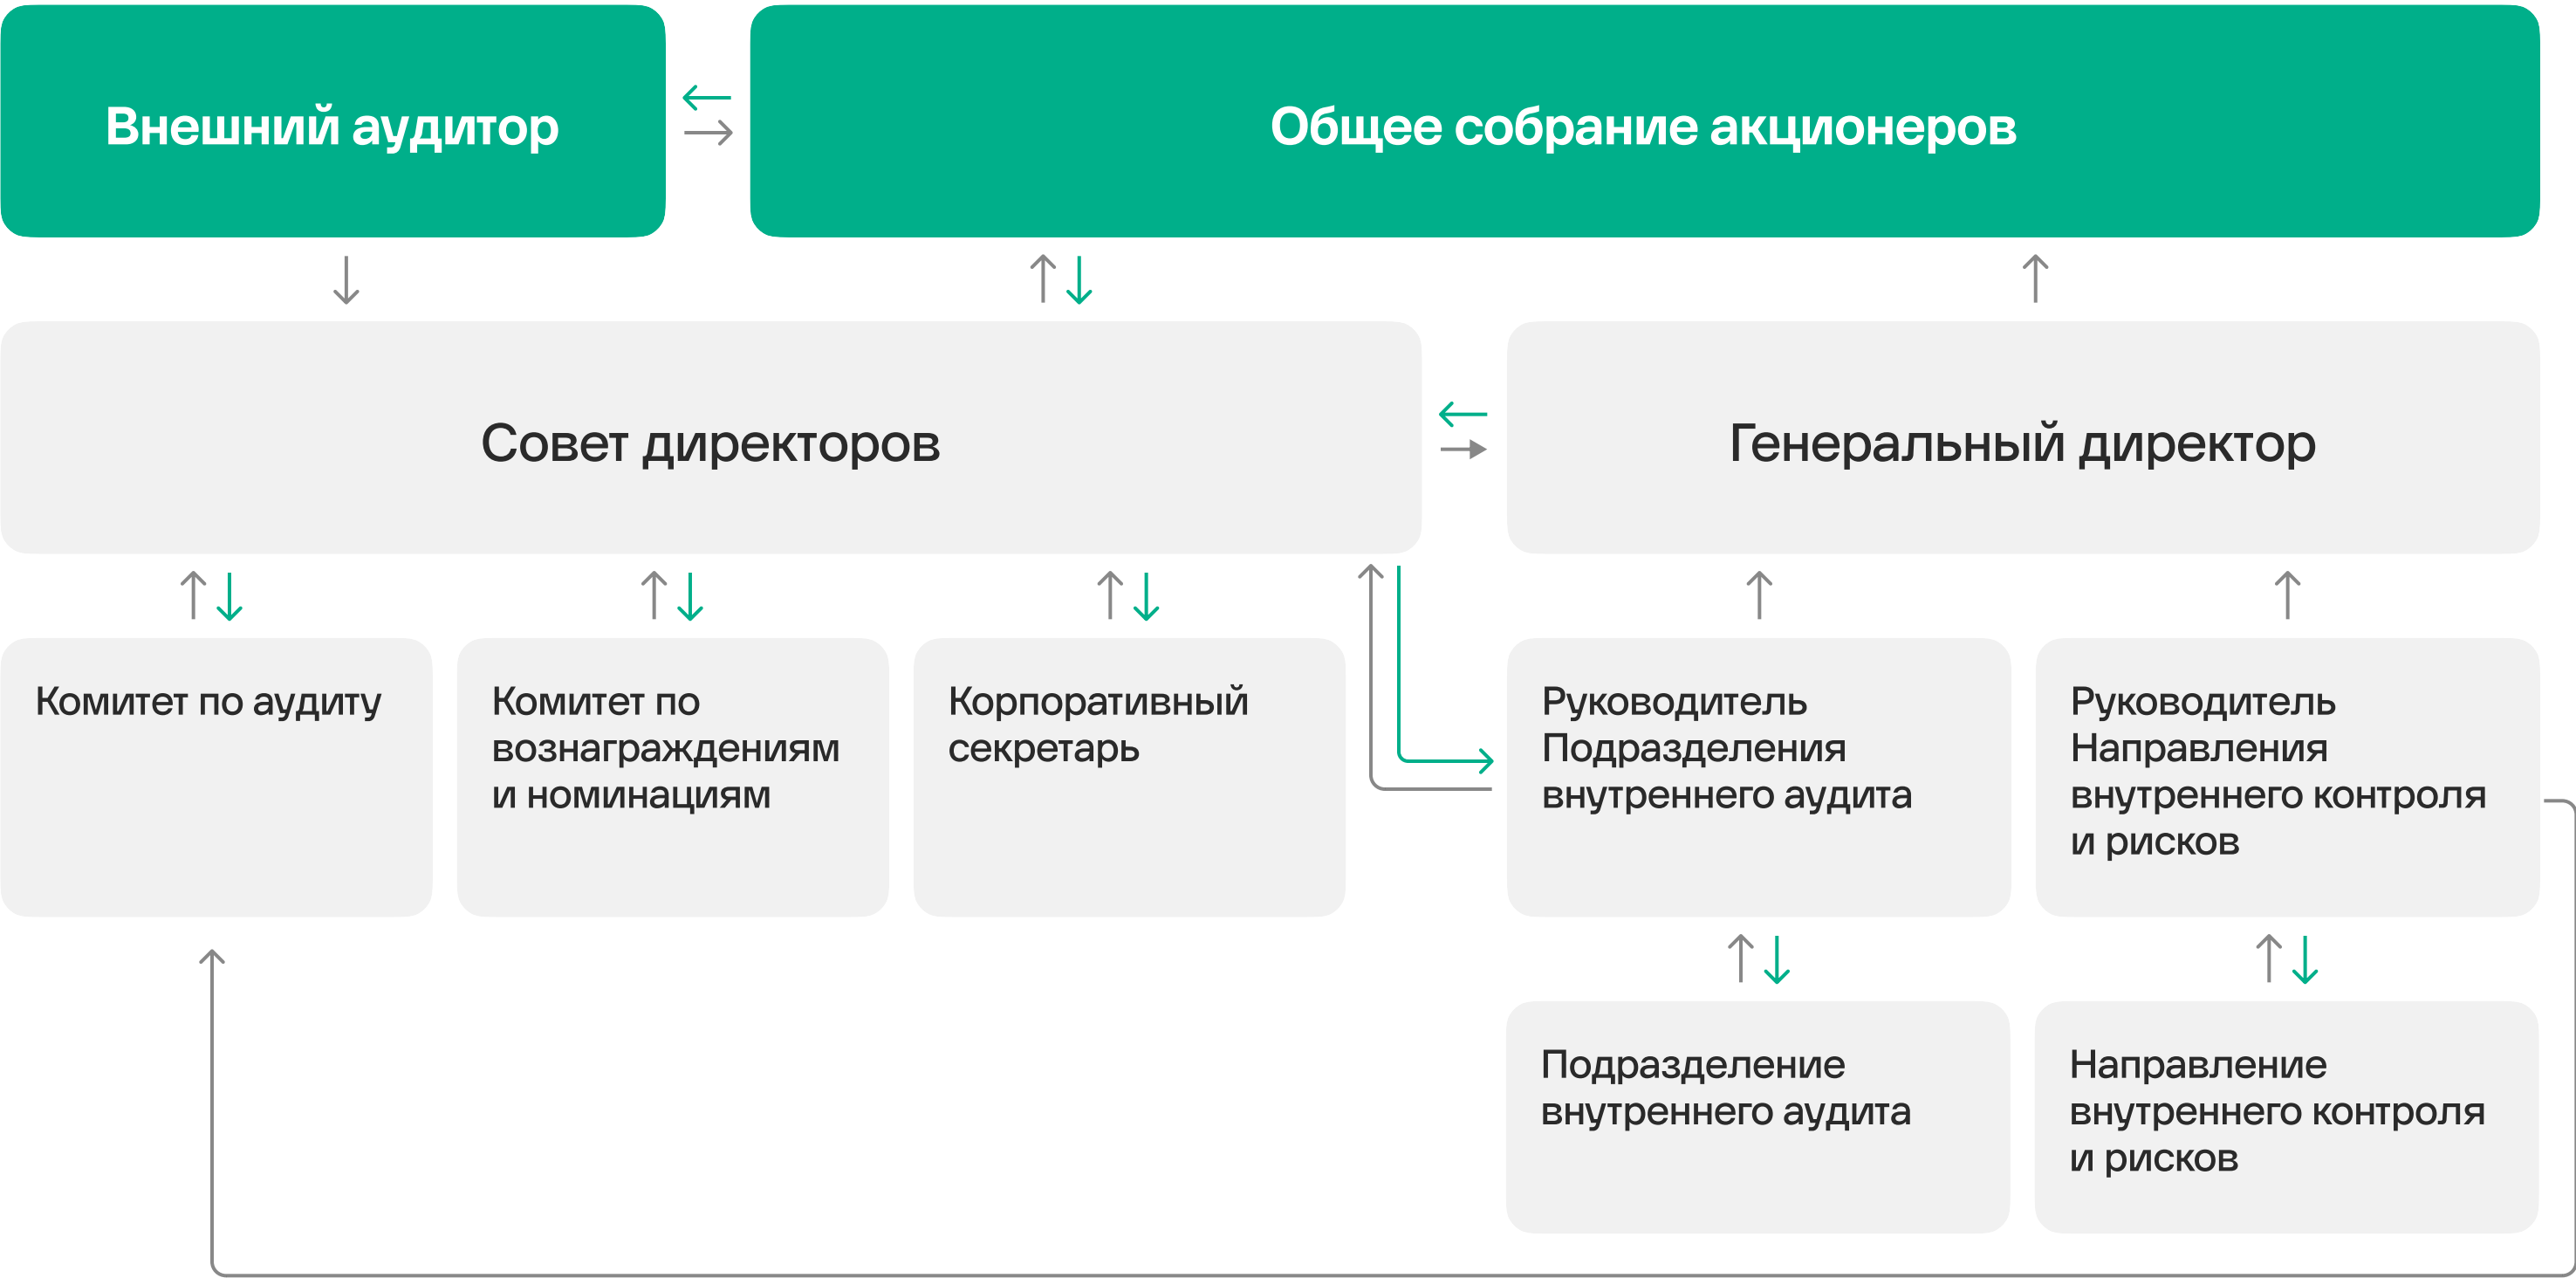 Внешний аудитор
Общее собрание акционеров
Совет директоров
Генеральный директор
Комитет по аудиту
Комитет по
вознаграждениям
и номинациям
Корпоративный
секретарь
Руководитель
Подразделения
внутреннего аудита
Руководитель
Направления
внутреннего контроля
и рисков
Подразделение
внутреннего аудита
Направление
внутреннего контроля
и рисков